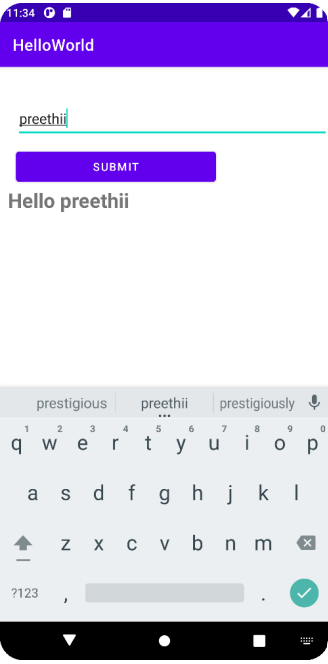 11:34
HelloWorld
preethii
SUBMIT
Hello preethii
prestigious preethii prestigiously
1 2 3 4 5 6 7 8 9 0
q w e r t y u i o p
a s d f g h j k l
z x c v b n m
?123 , .